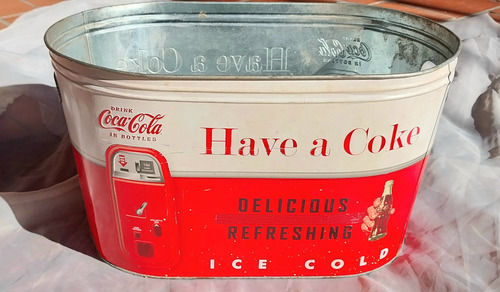 DRINK
Coca-Cola
IN BOTTLES
Have a Coke
DELICIOUS
REFRESHING
ICE COLD